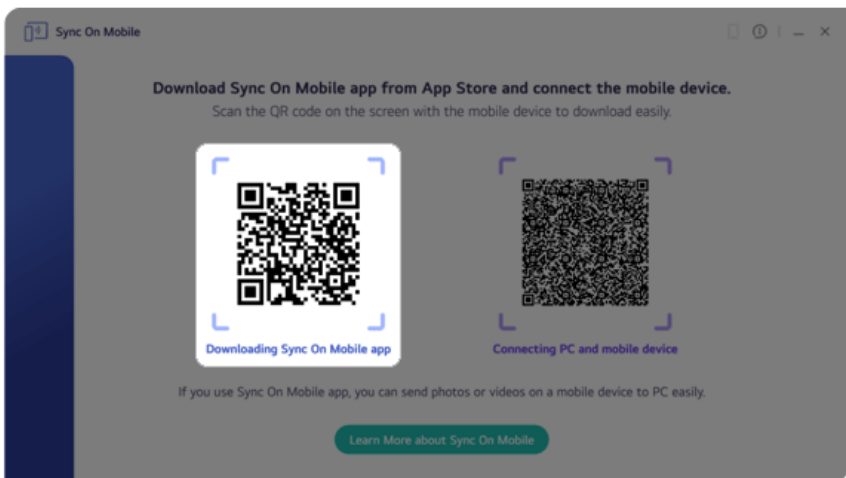 Sync On Mobile
Download Sync On Mobile app from App Store and connect the mobile device.
Scan the QR code on the screen with the mobile device to download easily.
Downloading Sync On Mobile app
Connecting PC and mobile device
If you use Sync On Mobile app, you can send photos or videos on a mobile device to PC easily.
Learn More about Sync On Mobile